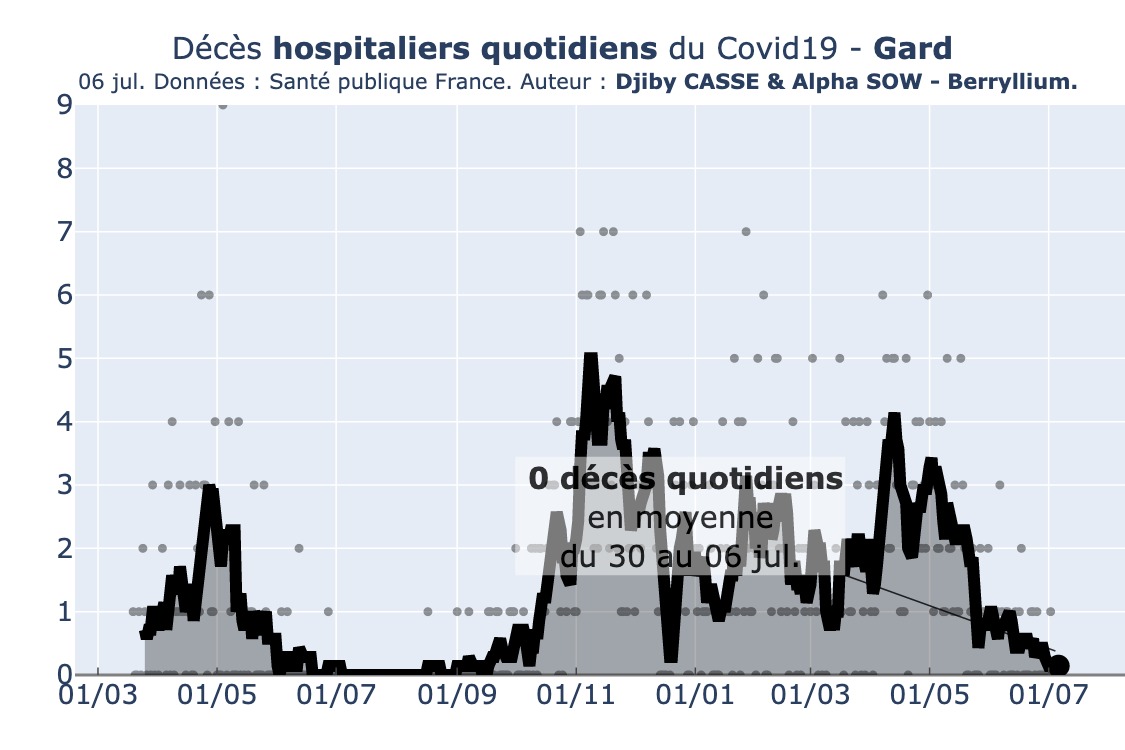 Décès hospitaliers quotidiens du Covid19 - Gard
06 jul. Données : Santé publique France. Auteur : Djiby CASSE & Alpha SOW - Berryllium.
9
8
7
6
5
4
3
2
1
0
0 décès quotidiens
en moyenne
du 30 au 06 jul.
01/03 01/05 01/07 01/09 01/11 01/01 01/03 01/05 01/07